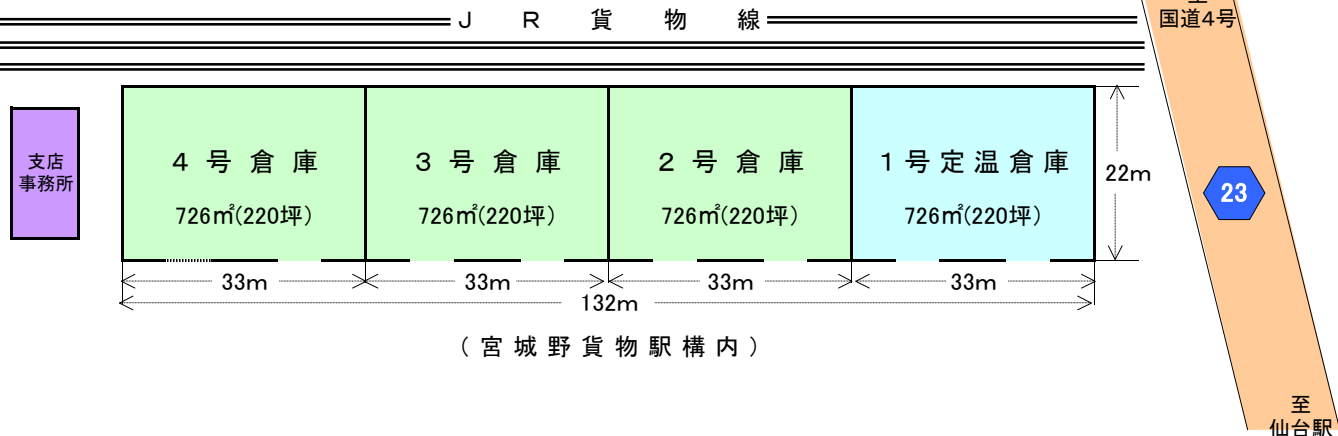 ＪＲ貨物線
至
国道4号
支店
事務所
４号倉庫
726㎡(220坪)
３号倉庫
726㎡(220坪)
２号倉庫
726㎡(220坪)
１号定温倉庫
726㎡(220坪)
22m
23
33m
33m
33m
33m
132m
（宮城野貨物駅構内）
至
仙台駅